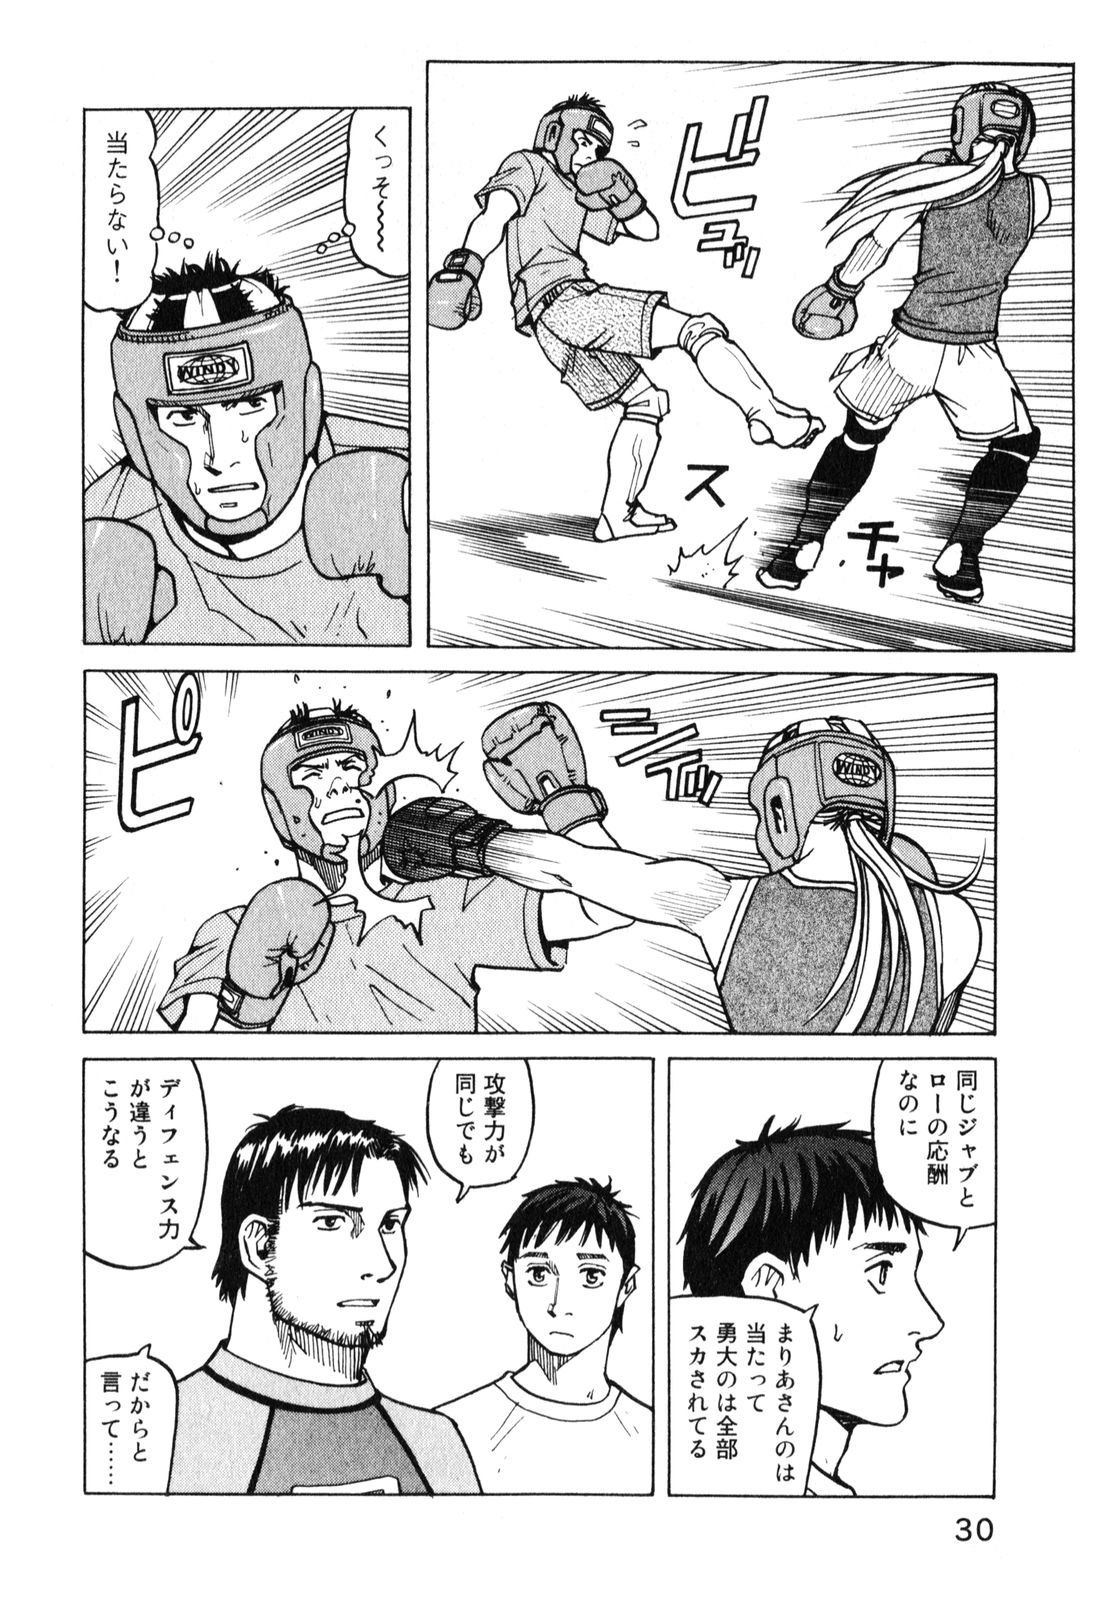 ビュッ
スチャ
くっそ〜〜
当たらない！
WINDY
シュッ
ピ
WINDY
WINDY
同じジャブと
ローの応酬
なのに
まりあさんのは
当たって
勇大のは全部
スカされてる
攻撃力が
同じでも
ディフェンス力
が違うと
こうなる
だからと
言って……
30